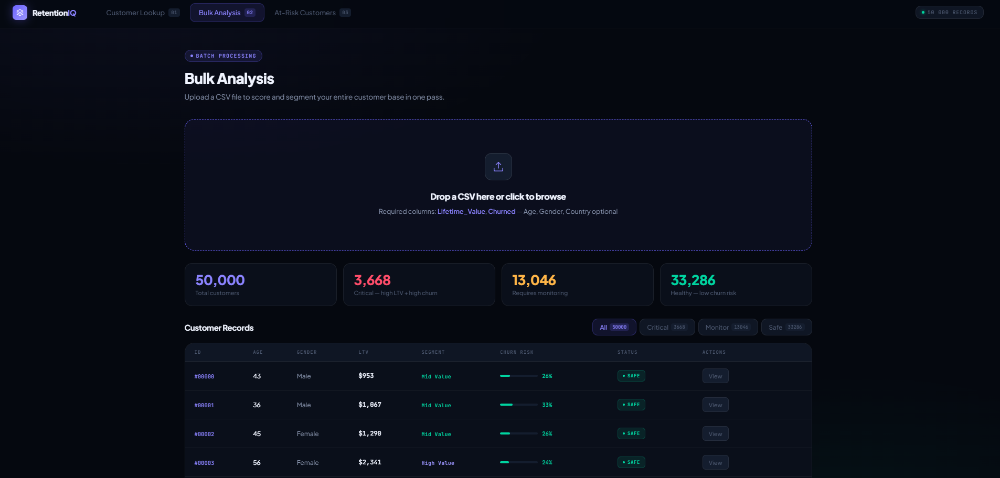 RetentionIQ
Customer Lookup 01
Bulk Analysis 02
At-Risk Customers 03
50 000 RECORDS
BATCH PROCESSING
Bulk Analysis
Upload a CSV file to score and segment your entire customer base in one pass.
Drop a CSV here or click to browse
Required columns: Lifetime_Value, Churned — Age, Gender, Country optional
50,000
Total customers
3,668
Critical — high LTV + high churn
13,046
Requires monitoring
33,286
Healthy — low churn risk
Customer Records
All 50000
Critical 3668
Monitor 13046
Safe 33286
ID AGE GENDER LTV SEGMENT CHURN RISK STATUS ACTIONS
#00000 43 Male $953 Mid Value 26% SAFE View
#00001 36 Male $1,067 Mid Value 33% SAFE View
#00002 45 Female $1,290 Mid Value 26% SAFE View
#00003 56 Female $2,341 High Value 24% SAFE View